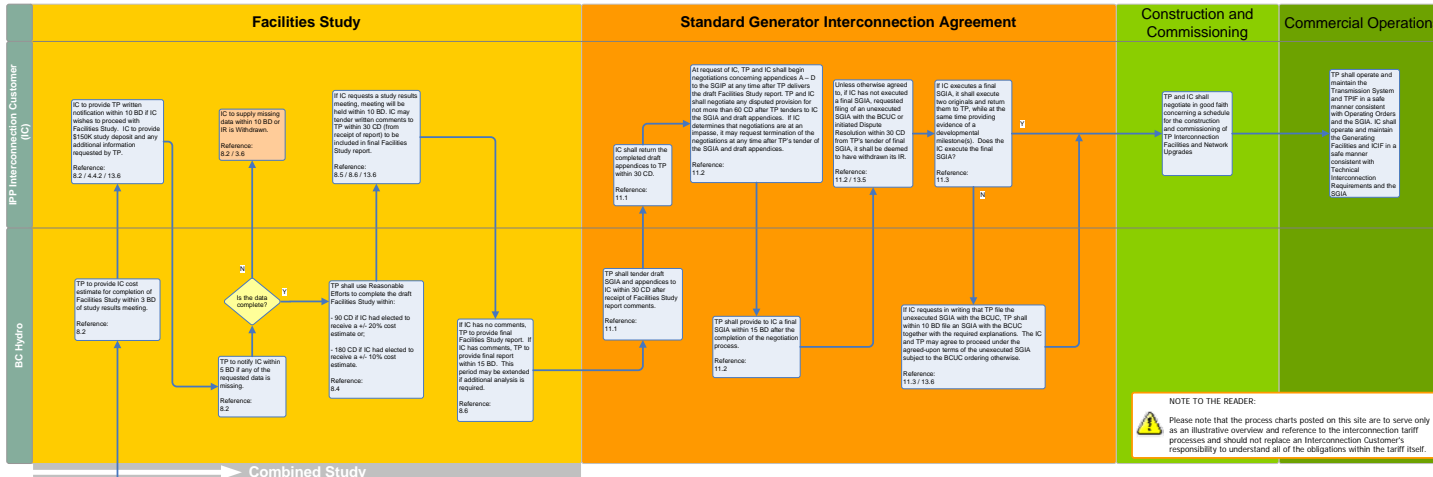 Facilities Study
Standard Generator Interconnection Agreement
Construction and
Commissioning
Commercial Operation
IPP Interconnection Customer
(IC)
IC to provide TP written
notification within 10 BD if IC
wishes to proceed with
Facilities Study.  IC to provide
$150K study deposit and any
additional information
requested by TP.
Reference:
8.2 / 4.4.2 / 13.6
IC to supply missing
data within 10 BD or
IR is Withdrawn.
Reference:
8.2 / 3.6
If IC requests a study results
meeting, meeting will be
held within 10 BD. IC may
tender written comments to
TP within 30 CD (from
receipt of report) to be
included in final Facilities
Study report.
Reference:
8.5 / 8.6 / 13.6
IC shall return the
completed draft
appendices to TP
within 30 CD.
Reference:
11.1
At request of IC, TP and IC shall begin
negotiations concerning appendices A – D
to the SGIP at any time after TP delivers
the draft Facilities Study report. TP and IC
shall negotiate any disputed provision for
not more than 60 CD after TP tenders to IC
the SGIA and draft appendices.  If IC
determines that negotiations are at an
impasse, it may request termination of the
negotiations at any time after TP's tender of
the SGIA and draft appendices.
Reference:
11.2
Unless otherwise agreed
to, if IC has not executed
a final SGIA, requested
filing of an unexecuted
SGIA with the BCUC or
initiated Dispute
Resolution within 30 CD
from TP's tender of final
SGIA, it shall be deemed
to have withdrawn its IR.
Reference:
11.2 / 13.5
If IC executes a final
SGIA, it shall execute
two originals and return
them to TP, while at the
same time providing
evidence of a
developmental
milestone(s).  Does the
IC execute the final
SGIA?
Reference:
11.3
Y
N
TP and IC shall
negotiate in good faith
concerning a schedule
for the construction
and commissioning of
TP Interconnection
Facilities and Network
Upgrades
TP shall operate and
maintain the
Transmission System
and TPIF in a safe
manner consistent
with Operating Orders
and the SGIA. IC shall
operate and maintain
the Generating
Facilities and ICIF in a
safe manner
consistent with
Technical
Interconnection
Requirements and the
SGIA
BC Hydro
TP to provide IC cost
estimate for completion of
Facilities Study within 3 BD
of study results meeting.
Reference:
8.2
N
Is the data
complete?
Y
TP to notify IC within
5 BD if any of the
requested data is
missing.
Reference:
8.2
TP shall use Reasonable
Efforts to complete the draft
Facilities Study within:
- 90 CD if IC had elected to
receive a +/- 20% cost
estimate or;
- 180 CD if IC had elected to
receive a +/- 10% cost
estimate.
Reference:
8.4
If IC has no comments,
TP to provide final
Facilities Study report.  If
IC has comments, TP to
provide final report
within 15 BD.  This
period may be extended
if additional analysis is
required.
Reference:
8.6
TP shall tender draft
SGIA and appendices to
IC within 30 CD after
receipt of Facilities Study
report comments.
Reference:
11.1
TP shall provide to IC a final
SGIA within 15 BD after the
completion of the negotiation
process.
Reference:
11.2
If IC requests in writing that TP file the
unexecuted SGIA with the BCUC, TP shall
within 10 BD file an SGIA with the BCUC
together with the required explanations.  The IC
and TP may agree to proceed under the
agreed-upon terms of the unexecuted SGIA
subject to the BCUC ordering otherwise.
Reference:
11.3 / 13.6
NOTE TO THE READER:
Please note that the process charts posted on this site are to serve only
as an illustrative overview and reference to the interconnection tariff
processes and should not replace an Interconnection Customer's
responsibility to understand all of the obligations within the tariff itself.
Combined Study